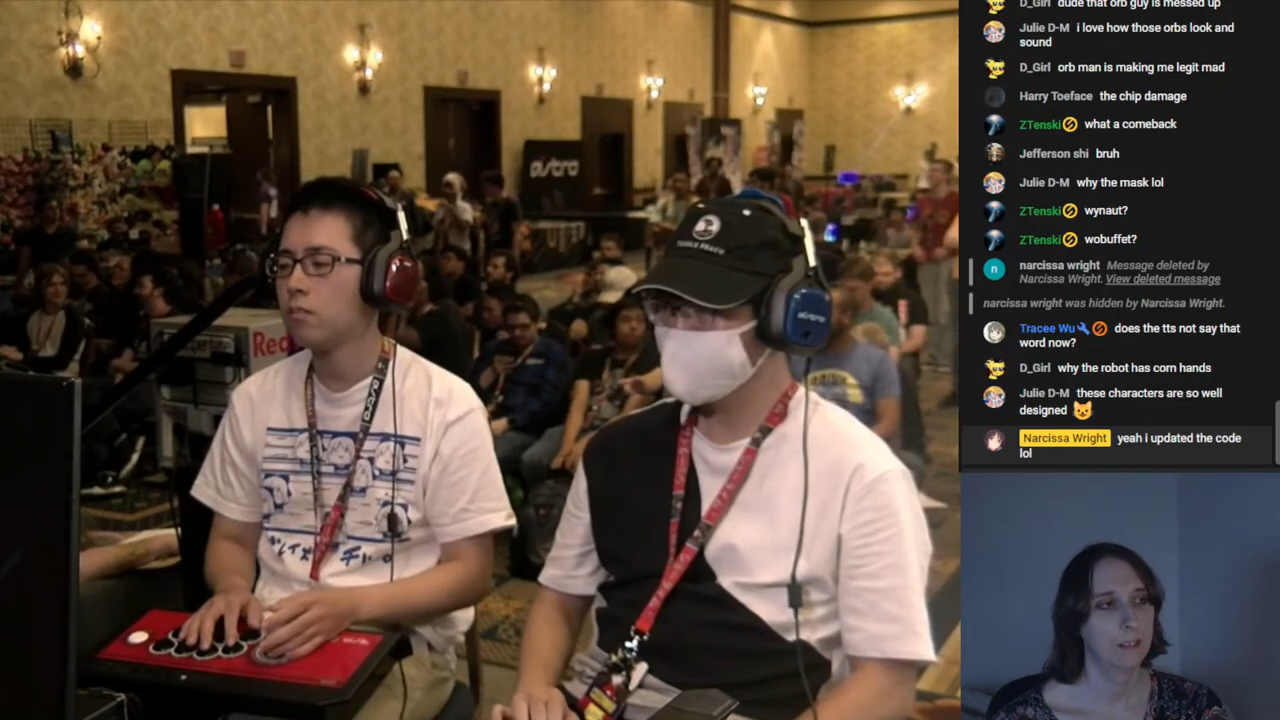 D_Girl dude that orb guy is messed up
Julie D-M i love how those orbs look and
sound
D_Girl orb man is making me legit mad
Harry Toeface the chip damage
ZTenski what a comeback
Jefferson shi bruh
Julie D-M why the mask lol
ZTenski wynaut?
ZTenski wobuffet?
n narcissa wright Message deleted by
Narcissa Wright. View deleted message
narcissa wright was hidden by Narcissa Wright.
Tracee Wu does the tts not say that
word now?
D_Girl why the robot has corn hands
Julie D-M these characters are so well
designed
Narcissa Wright yeah i updated the code
lol
astro
Red
astro